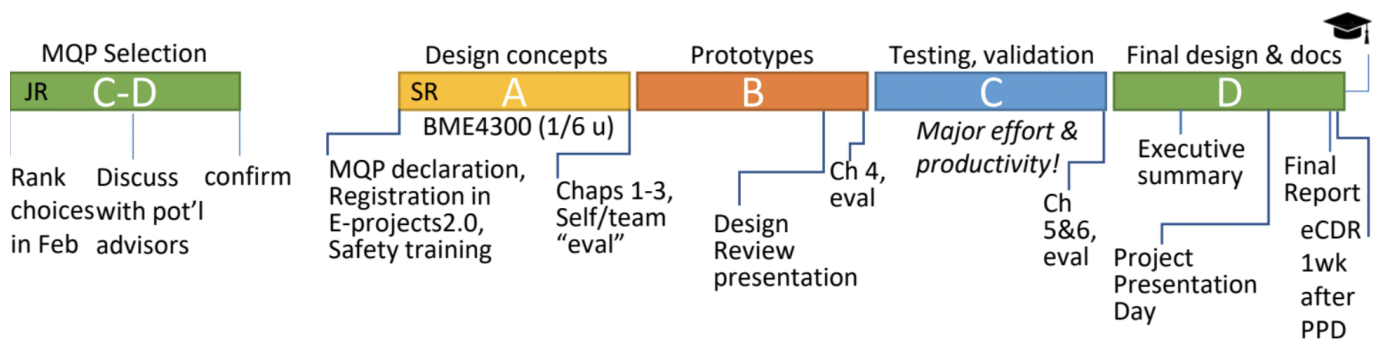 MQP Selection
JR C-D
Rank
choices
in Feb
Discuss
with pot’l
advisors
confirm
Design concepts
SR A
BME4300 (1/6 u)
MQP declaration,
Registration in
E-projects2.0,
Safety training
Chaps 1-3,
Self/team
“eval”
Prototypes
B
Design
Review
presentation
Ch 4,
eval
Testing, validation
C
Major effort &
productivity!
Ch
5&6,
eval
Final design & docs
D
Executive
summary
Project
Presentation
Day
Final
Report
eCDR
1wk
after
PPD